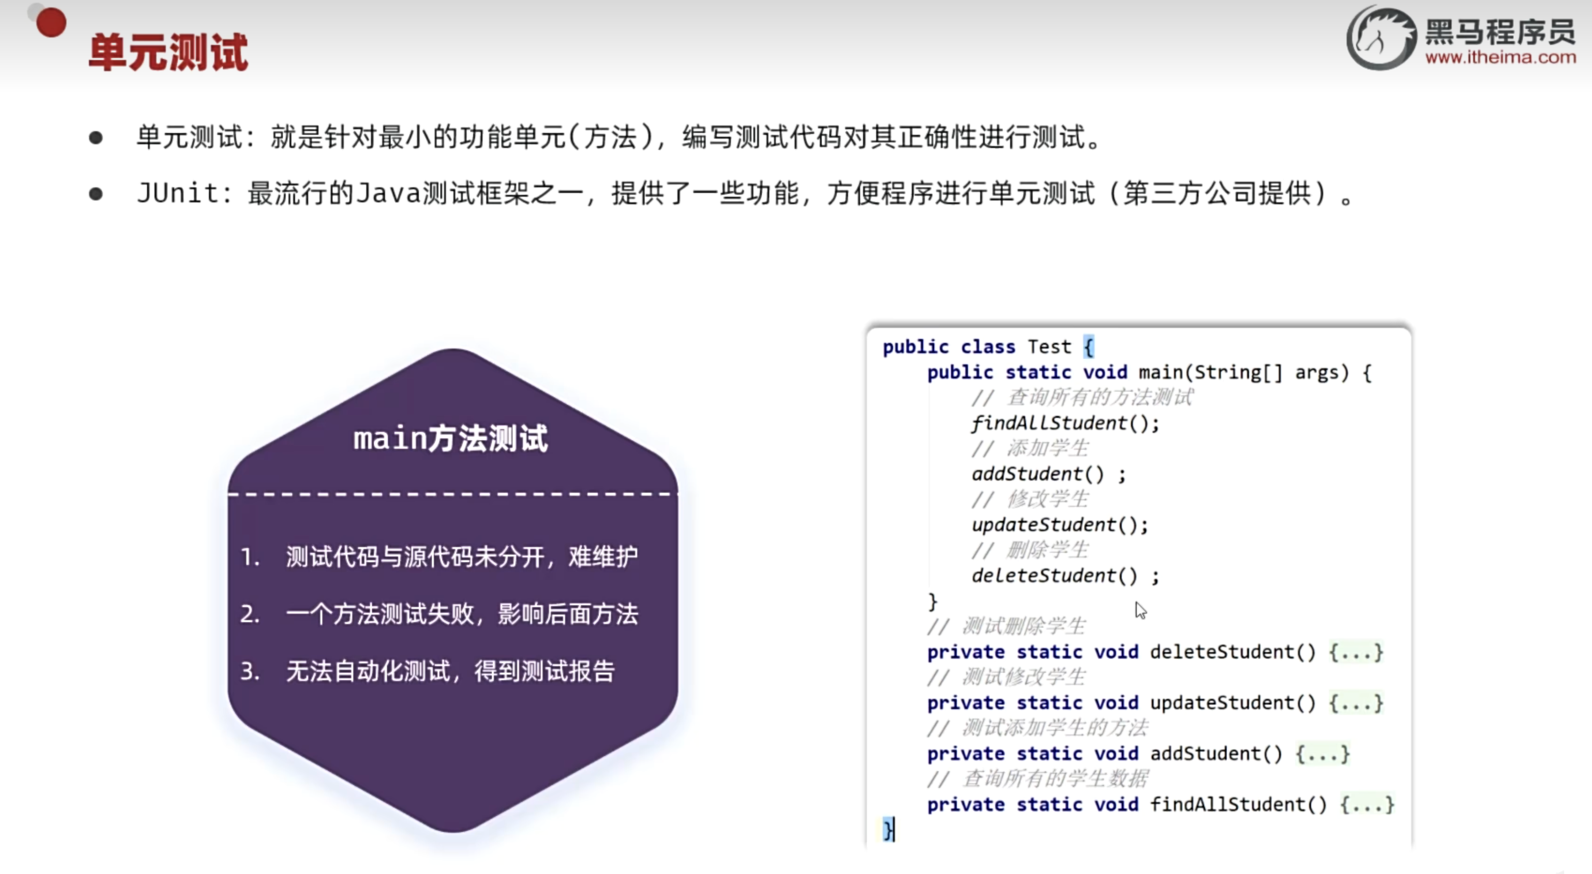 单元测试
黑马程序员
www.itheima.com
● 单元测试：就是针对最小的功能单元(方法)，编写测试代码对其正确性进行测试。
● JUnit：最流行的Java测试框架之一，提供了一些功能，方便程序进行单元测试（第三方公司提供）。
main方法测试
1. 测试代码与源代码未分开，难维护
2. 一个方法测试失败，影响后面方法
3. 无法自动化测试，得到测试报告
public class Test {
public static void main(String[] args) {
// 查询所有的方法测试
findAllStudent();
// 添加学生
addStudent() ;
// 修改学生
updateStudent();
// 删除学生
deleteStudent() ;
}
// 测试删除学生
private static void deleteStudent() {...}
// 测试修改学生
private static void updateStudent() {...}
// 测试添加学生的方法
private static void addStudent() {...}
// 查询所有的学生数据
private static void findAllStudent() {...}
}